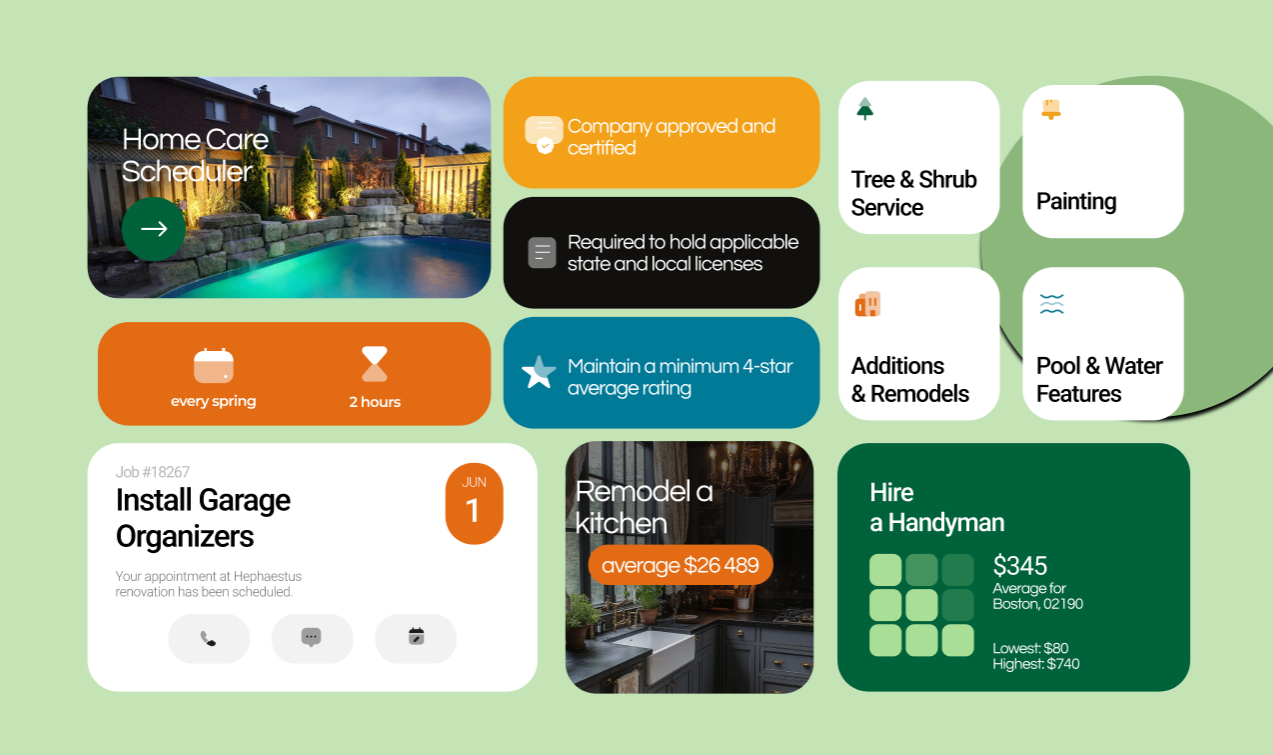 Home Care
Scheduler
Company approved and
certified
Required to hold applicable
state and local licenses
Maintain a minimum 4-star
average rating
Tree & Shrub
Service
Painting
Additions
& Remodels
Pool & Water
Features
every spring
2 hours
Job #18267
Install Garage
Organizers
JUN
1
Your appointment at Hephaestus
renovation has been scheduled.
Remodel a
kitchen
average $26 489
Hire
a Handyman
$345
Average for
Boston, 02190
Lowest: $80
Highest: $740